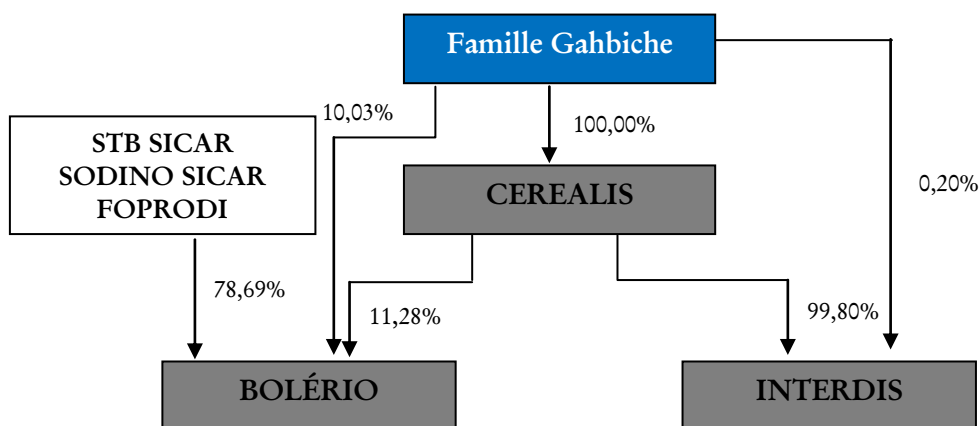 Famille Gahbiche
10,03%
100,00%
STB SICAR
SODINO SICAR
FOPRODI
CEREALIS
0,20%
78,69%
11,28%
99,80%
BOLÉRIO
INTERDIS